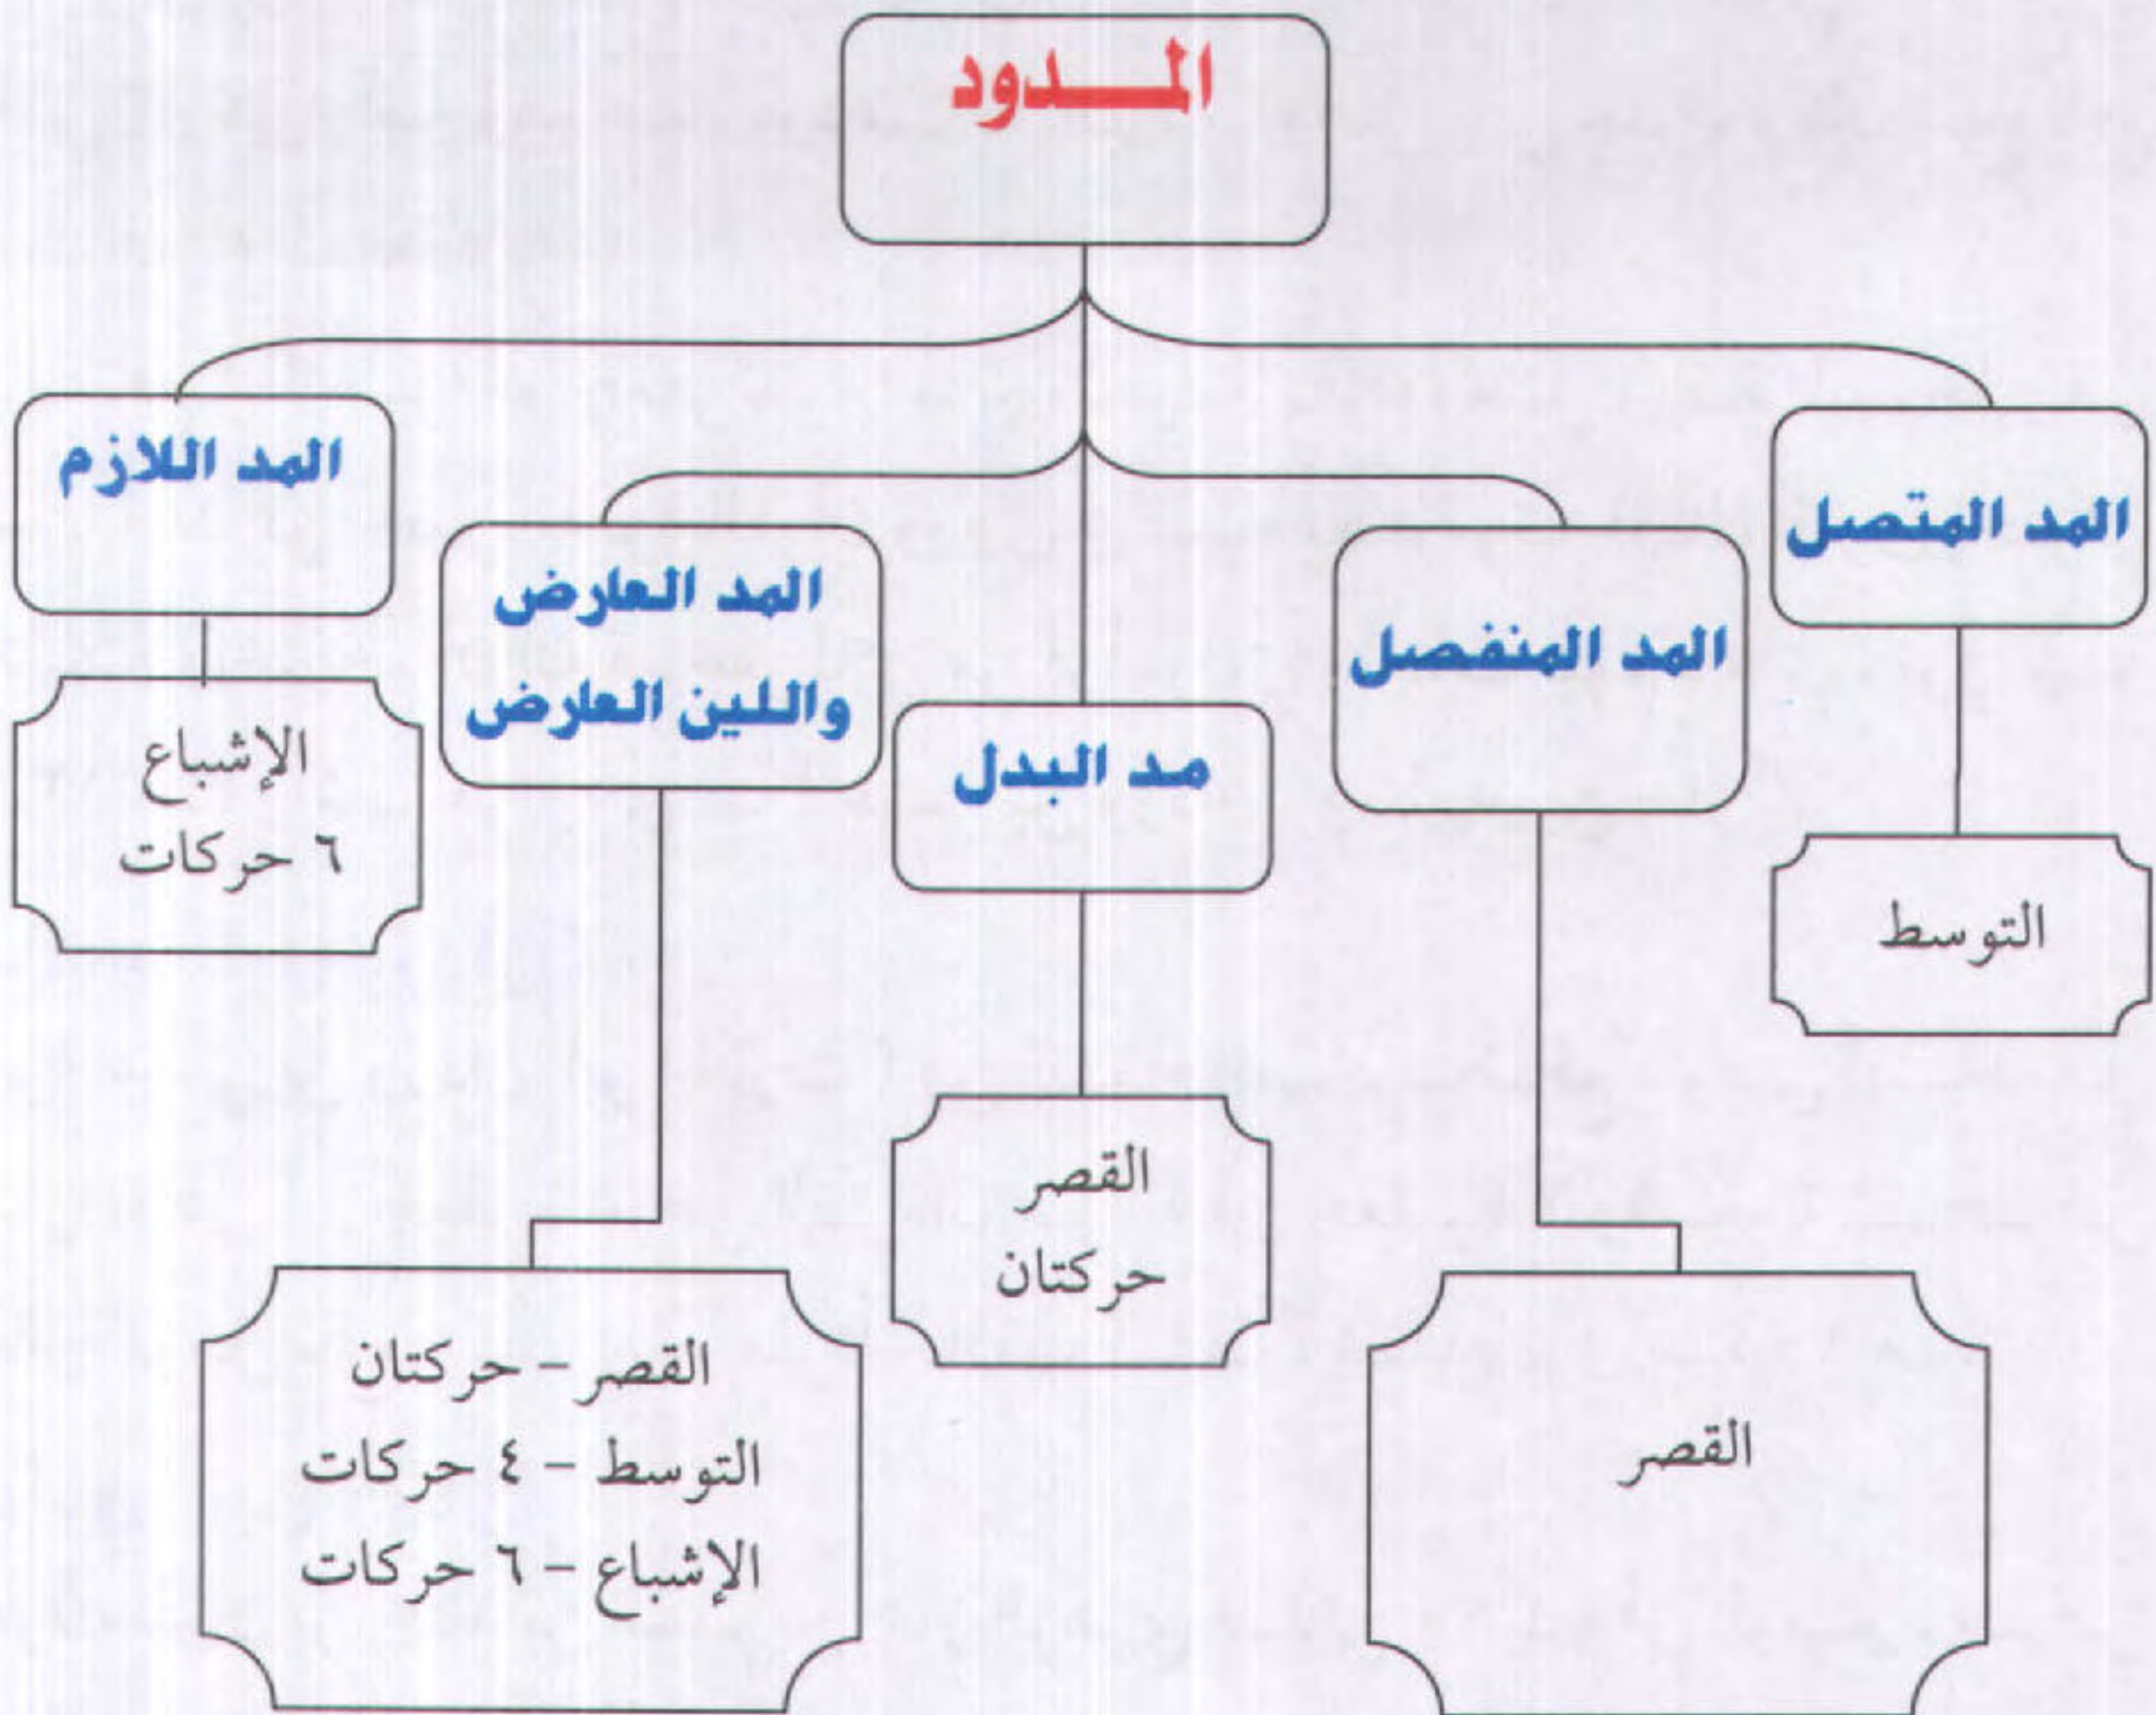 المـــدود
المد المتصل
المد المنفصل
مد البدل
المد العارض
واللين العارض
المد اللازم
التوسط
القصر
القصر
حركتان
القصر – حركتان
التوسط – ٤ حركات
الإشباع – ٦ حركات
الإشباع
٦ حركات